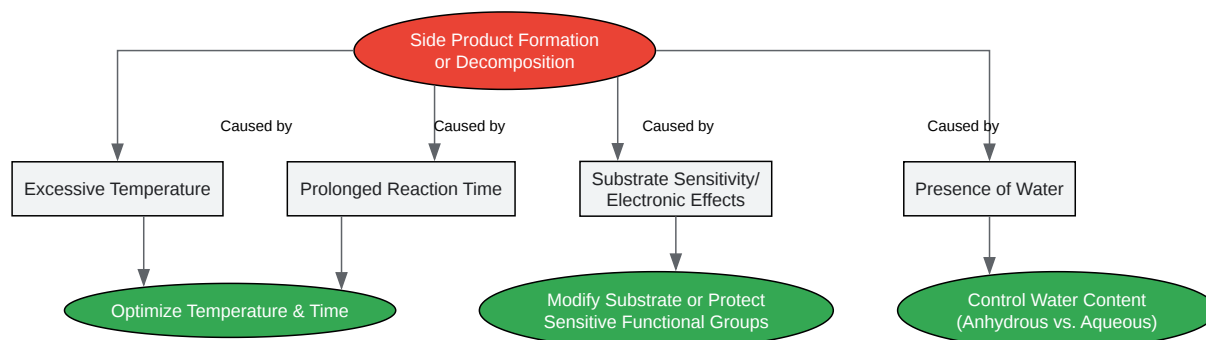 Side Product Formation
or Decomposition
Caused by
Caused by
Caused by
Caused by
Excessive Temperature
Prolonged Reaction Time
Substrate Sensitivity/
Electronic Effects
Presence of Water
Optimize Temperature & Time
Modify Substrate or Protect
Sensitive Functional Groups
Control Water Content
(Anhydrous vs. Aqueous)